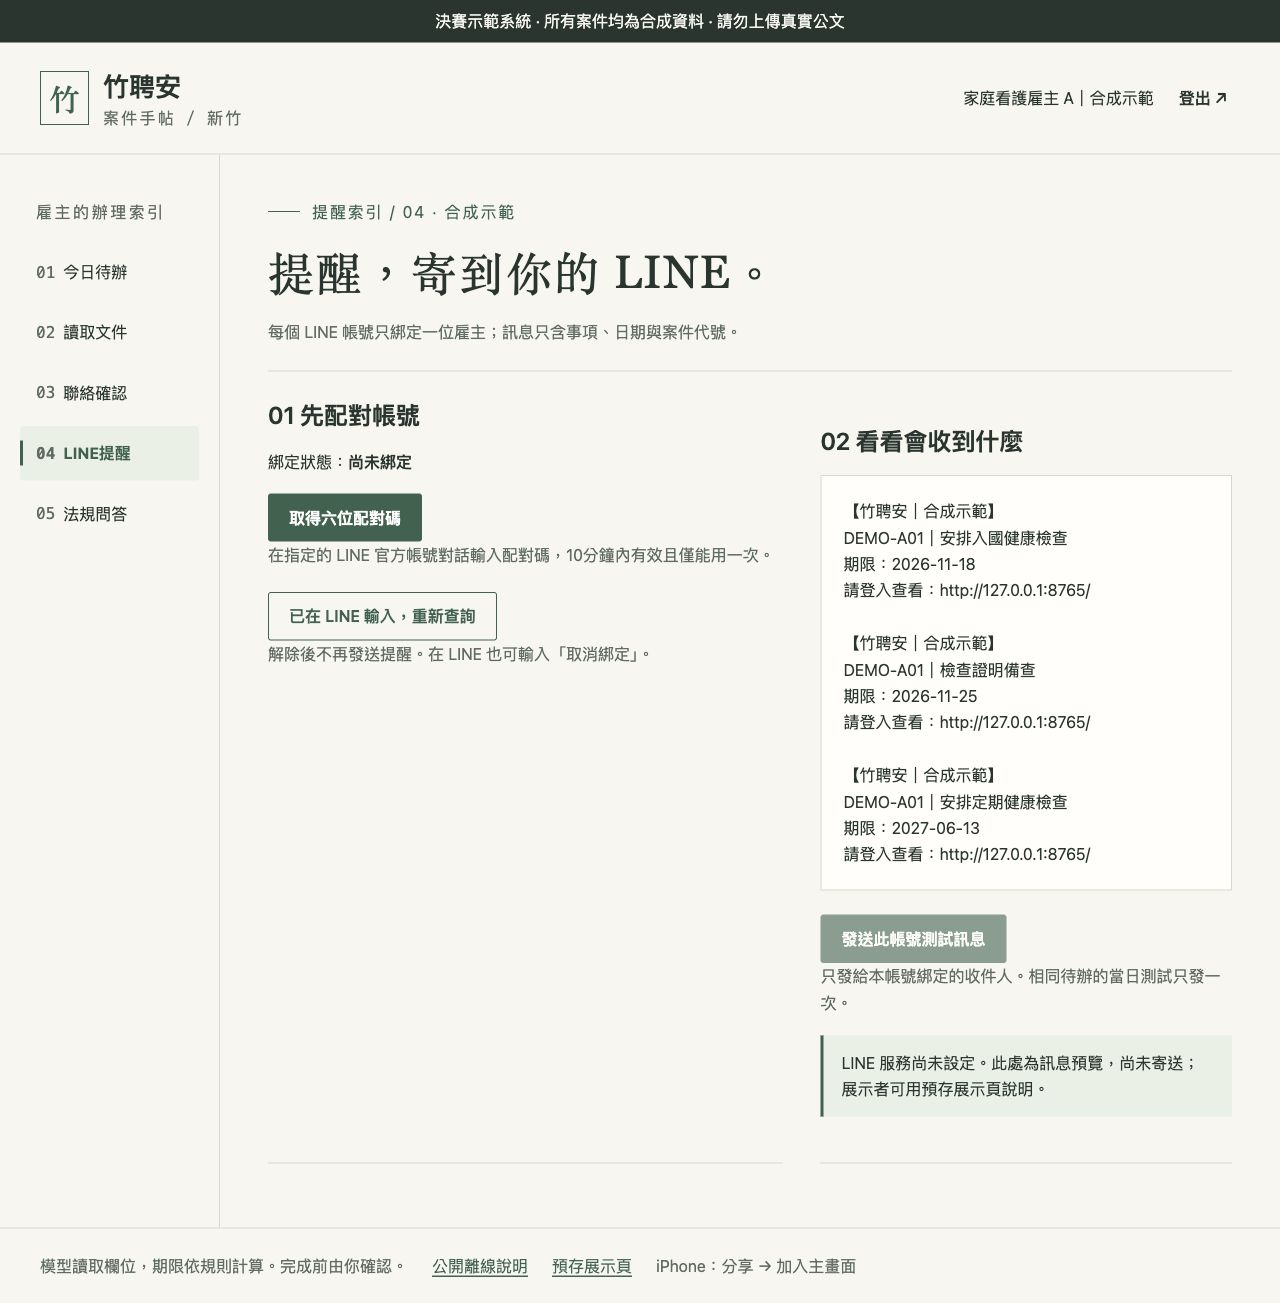 決賽示範系統 · 所有案件均為合成資料 · 請勿上傳真實公文
竹
竹聘安
案件手帖 / 新竹
家庭看護雇主 A｜合成示範
登出 ↗
雇主的辦理索引
01 今日待辦
02 讀取文件
03 聯絡確認
04 LINE提醒
05 法規問答
提醒索引 / 04 · 合成示範
提醒，寄到你的 LINE。
每個 LINE 帳號只綁定一位雇主；訊息只含事項、日期與案件代號。
01 先配對帳號
綁定狀態：尚未綁定
取得六位配對碼
在指定的 LINE 官方帳號對話輸入配對碼，10分鐘內有效且僅能用一次。
已在 LINE 輸入，重新查詢
解除後不再發送提醒。在 LINE 也可輸入「取消綁定」。
02 看看會收到什麼
【竹聘安｜合成示範】
DEMO-A01｜安排入國健康檢查
期限：2026-11-18
請登入查看：http://127.0.0.1:8765/
【竹聘安｜合成示範】
DEMO-A01｜檢查證明備查
期限：2026-11-25
請登入查看：http://127.0.0.1:8765/
【竹聘安｜合成示範】
DEMO-A01｜安排定期健康檢查
期限：2027-06-13
請登入查看：http://127.0.0.1:8765/
發送此帳號測試訊息
只發給本帳號綁定的收件人。相同待辦的當日測試只發一
次。
LINE 服務尚未設定。此處為訊息預覽，尚未寄送；
展示者可用預存展示頁說明。
模型讀取欄位，期限依規則計算。完成前由你確認。
公開離線說明
預存展示頁
iPhone：分享 → 加入主畫面